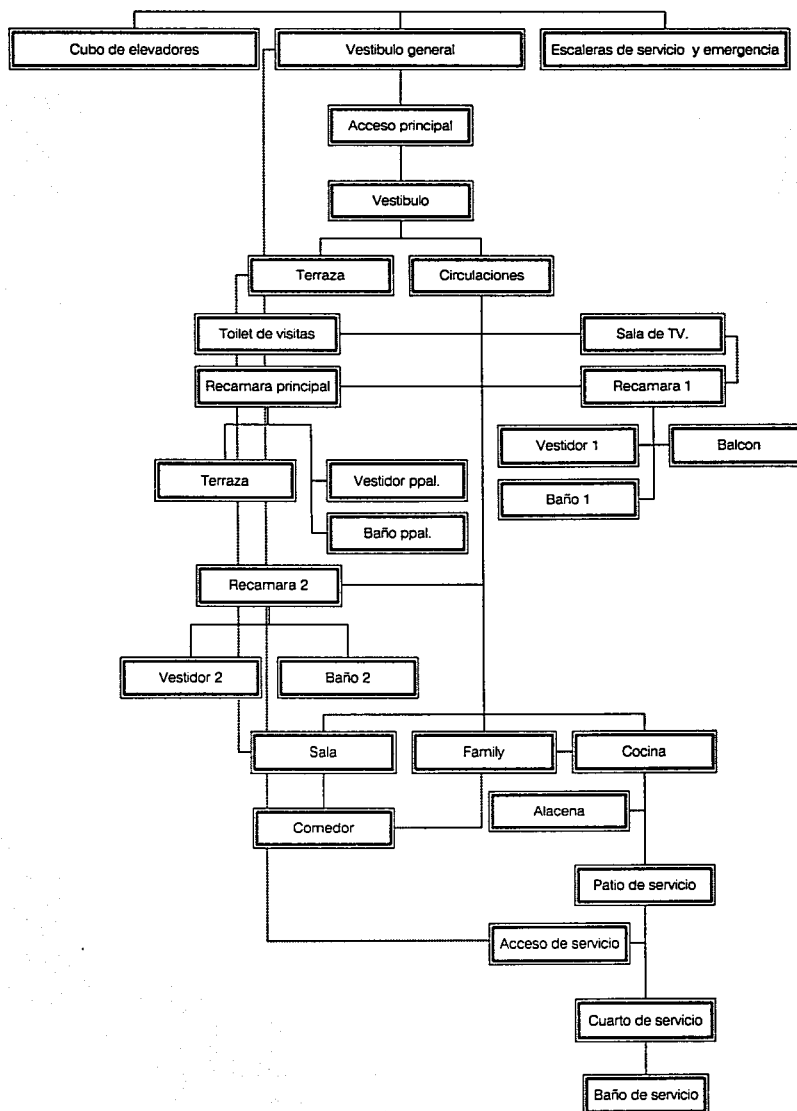 Cubo de elevadores
Vestibulo general
Escaleras de servicio y emergencia
Acceso principal
Vestibulo
Terraza
Circulaciones
Toilet de visitas
Sala de TV.
Recamara principal
Recamara 1
Vestidor 1
Balcon
Terraza
Vestidor ppal.
Baño 1
Baño ppal.
Recamara 2
Vestidor 2
Baño 2
Sala
Family
Cocina
Alacena
Comedor
Patio de servicio
Acceso de servicio
Cuarto de servicio
Baño de servicio